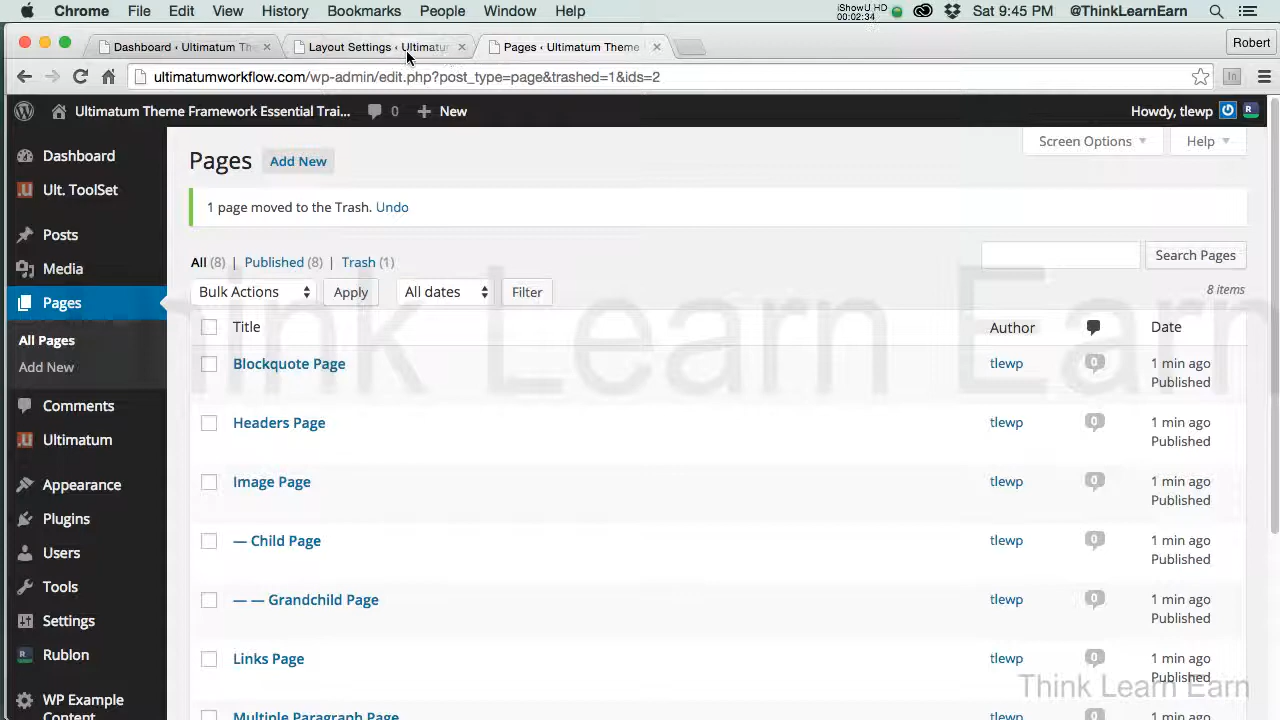 Chrome File Edit View History Bookmarks People Window Help iShowU HD 00:02:34 Sat 9:45 PM @ThinkLearnEarn
Dashboard ‹ Ultimatum Th Layout Settings ‹ Ultimatu Pages ‹ Ultimatum Theme Robert
ultimatumworkflow.com/wp-admin/edit.php?post_type=page&trashed=1&ids=2
Ultimatum Theme Framework Essential Trai... 0 + New Howdy, tlewp
Screen Options Help
Pages Add New
1 page moved to the Trash. Undo
All (8) | Published (8) | Trash (1)
Search Pages
Bulk Actions Apply All dates Filter
8 items
Title Author Date
Blockquote Page tlewp 0 1 min ago
Published
Headers Page tlewp 0 1 min ago
Published
Image Page tlewp 0 1 min ago
Published
— Child Page tlewp 0 1 min ago
Published
— — Grandchild Page tlewp 0 1 min ago
Published
Links Page tlewp 0 1 min ago
Published
Multiple Paragraph Page tlewp 1 min ago
Dashboard
Ult. ToolSet
Posts
Media
Pages
All Pages
Add New
Comments
Ultimatum
Appearance
Plugins
Users
Tools
Settings
Rublon
WP Example
Content
Think Learn Earn
Think Learn Earn